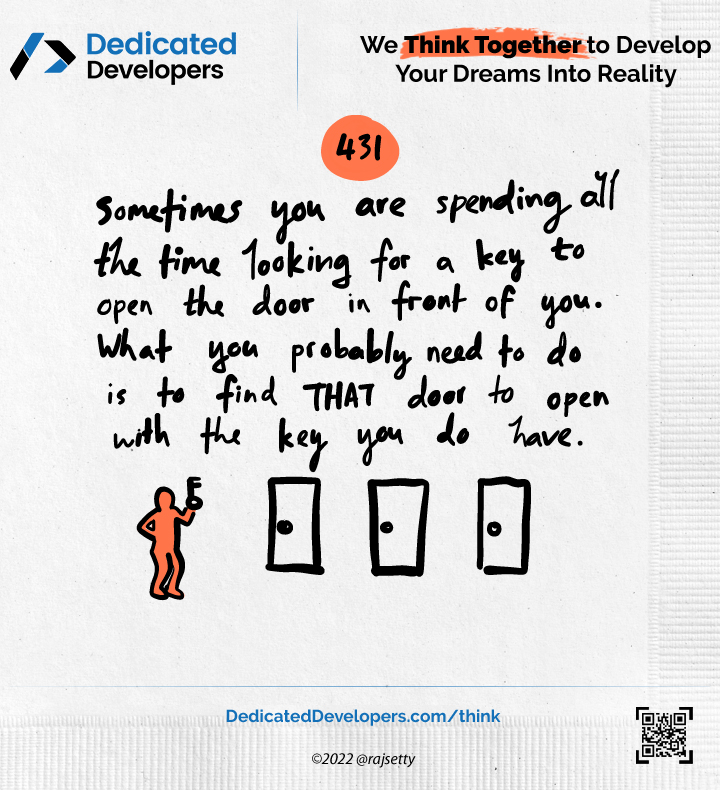 Dedicated
Developers
We Think Together to Develop
Your Dreams Into Reality
431
Sometimes you are spending all
the time looking for a key to
open the door in front of you.
What you probably need to do
is to find THAT door to open
with the key you do have.
DedicatedDevelopers.com/think
©2022 @rajsetty